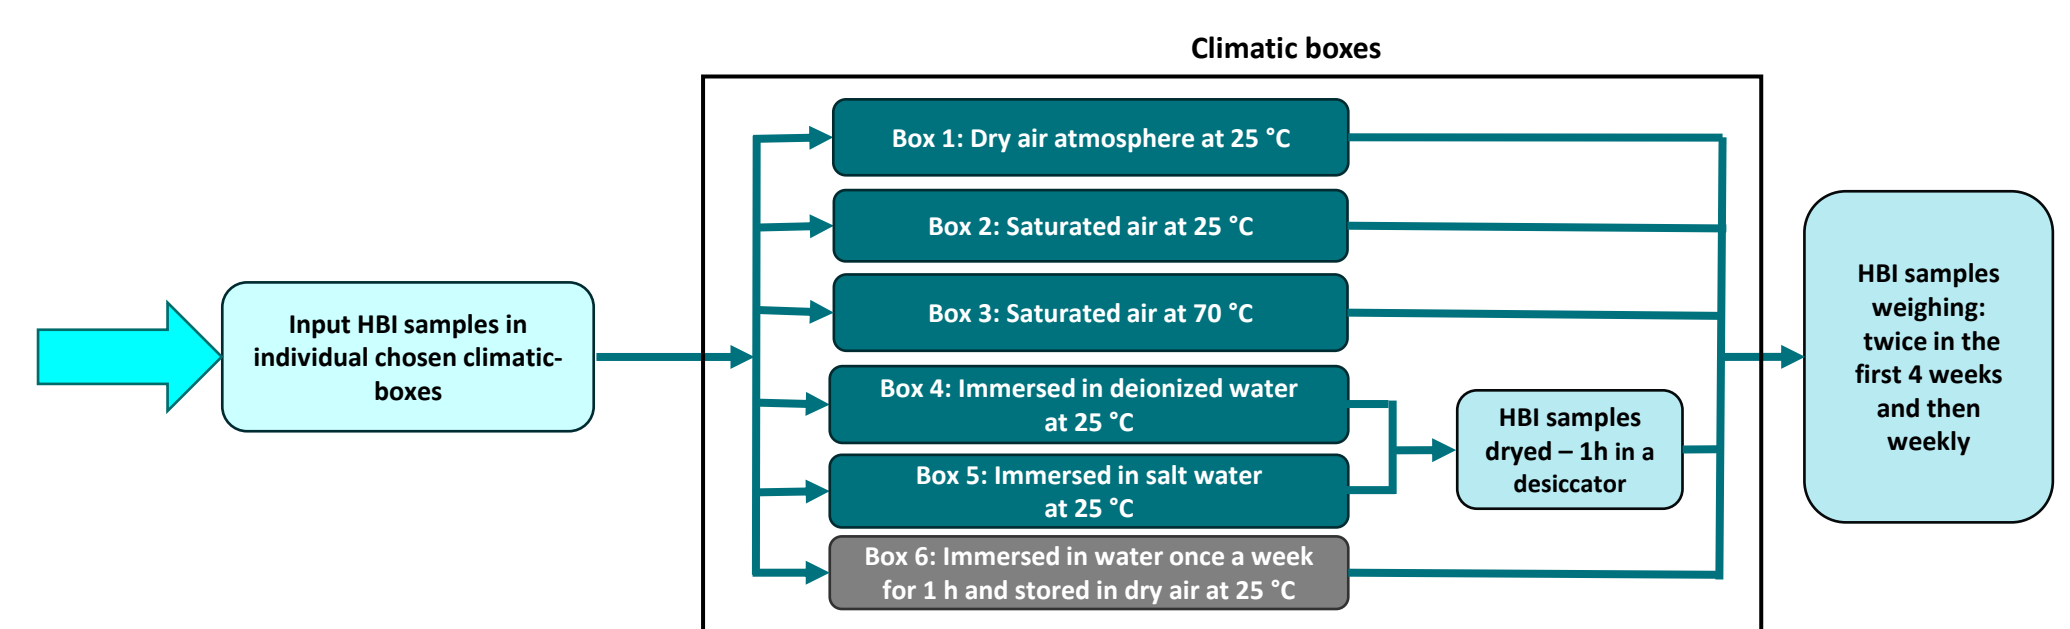 Climatic boxes
Input HBI samples in
individual chosen climatic-
boxes
Box 1: Dry air atmosphere at 25 °C
Box 2: Saturated air at 25 °C
Box 3: Saturated air at 70 °C
Box 4: Immersed in deionized water
at 25 °C
Box 5: Immersed in salt water
at 25 °C
Box 6: Immersed in water once a week
for 1 h and stored in dry air at 25 °C
HBI samples
dryed – 1h in a
desiccator
HBI samples
weighing:
twice in the
first 4 weeks
and then
weekly